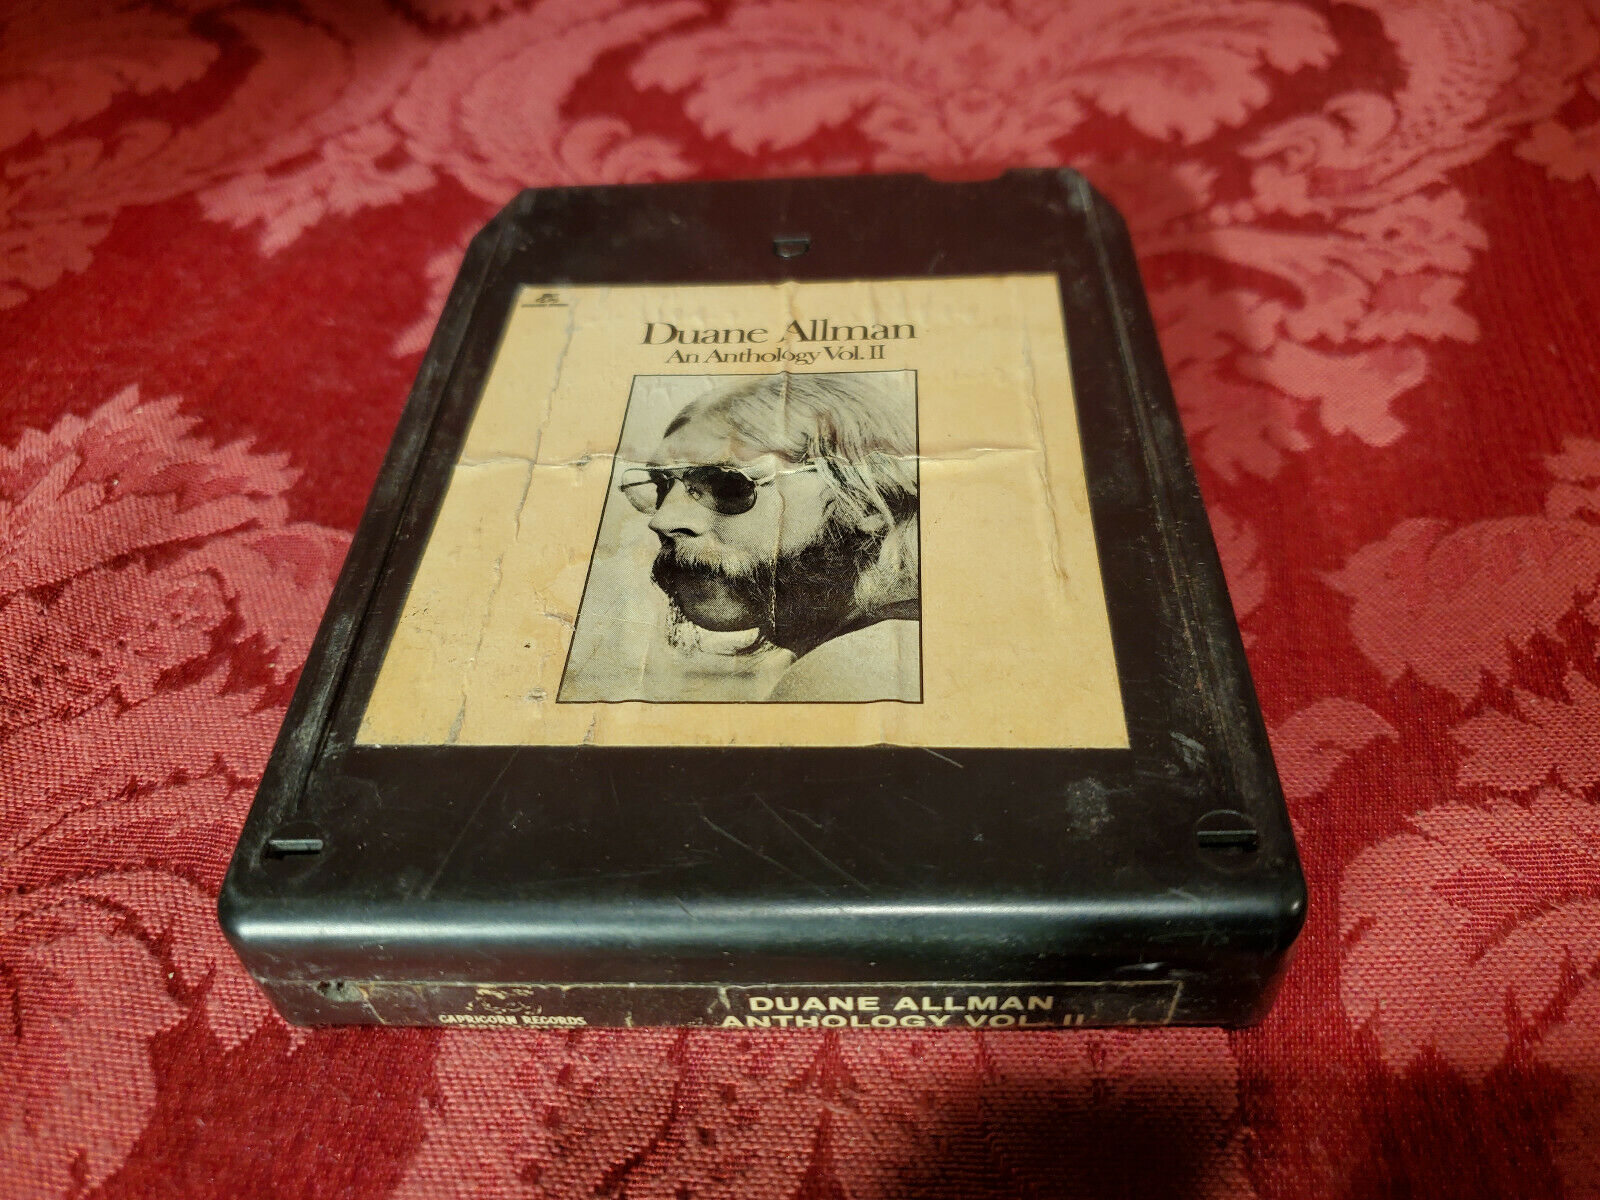 Duane Allman
An Anthology Vol. II
CAPRICORN RECORDS
DUANE ALLMAN
ANTHOLOGY VOL. II